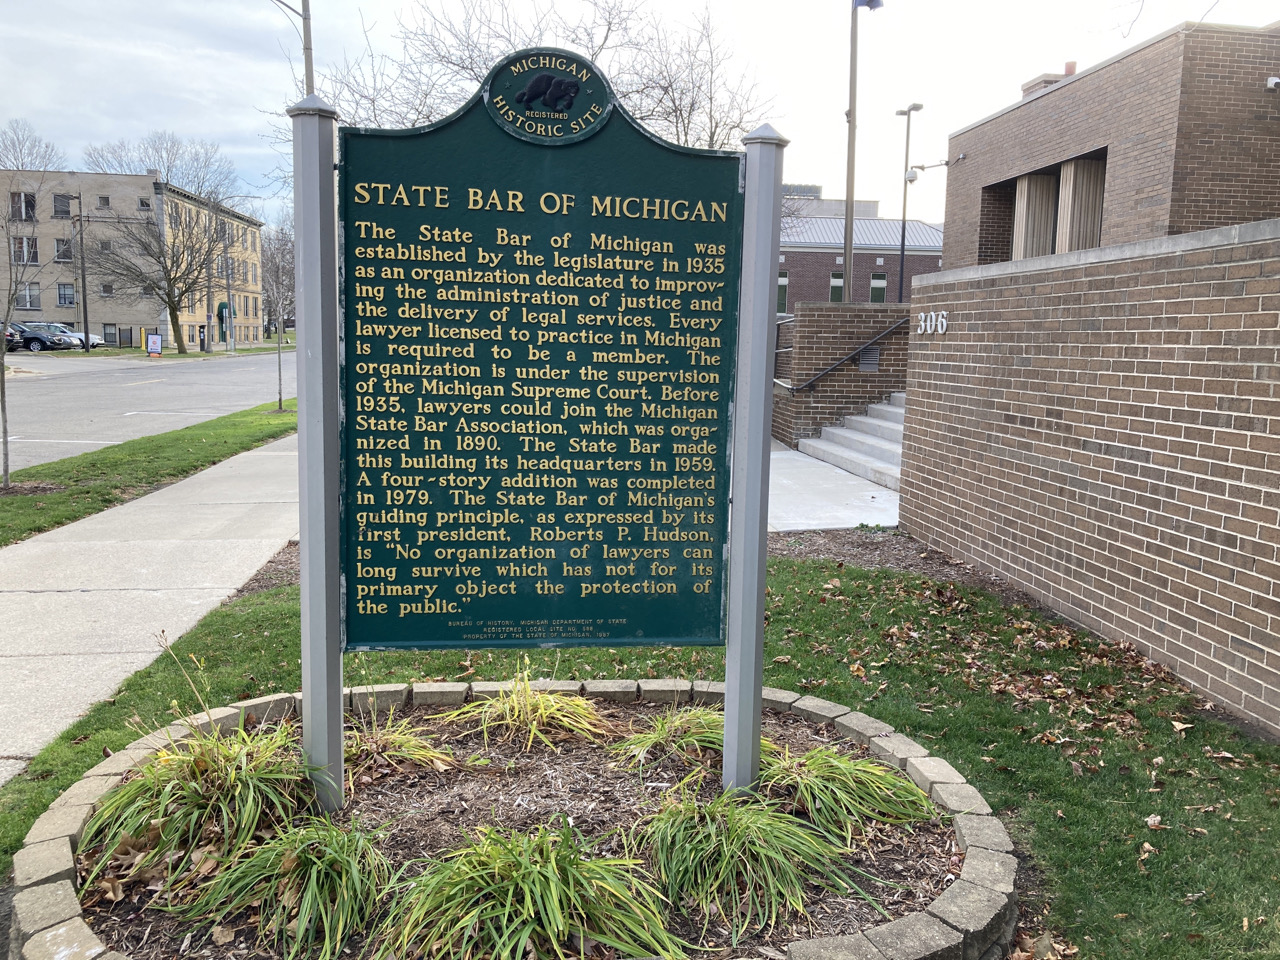 MICHIGAN
REGISTERED
HISTORIC SITE
STATE BAR OF MICHIGAN
The State Bar of Michigan was
established by the legislature in 1935
as an organization dedicated to improv-
ing the administration of justice and
the delivery of legal services. Every
lawyer licensed to practice in Michigan
is required to be a member. The
organization is under the supervision
of the Michigan Supreme Court. Before
1935, lawyers could join the Michigan
State Bar Association, which was orga-
nized in 1890. The State Bar made
this building its headquarters in 1959.
A four-story addition was completed
in 1979. The State Bar of Michigan's
guiding principle, as expressed by its
first president, Roberts P. Hudson,
is "No organization of lawyers can
long survive which has not for its
primary object the protection of
the public."
BUREAU OF HISTORY, MICHIGAN DEPARTMENT OF STATE
REGISTERED LOCAL SITE NO.
PROPERTY OF THE STATE OF MICHIGAN,
306